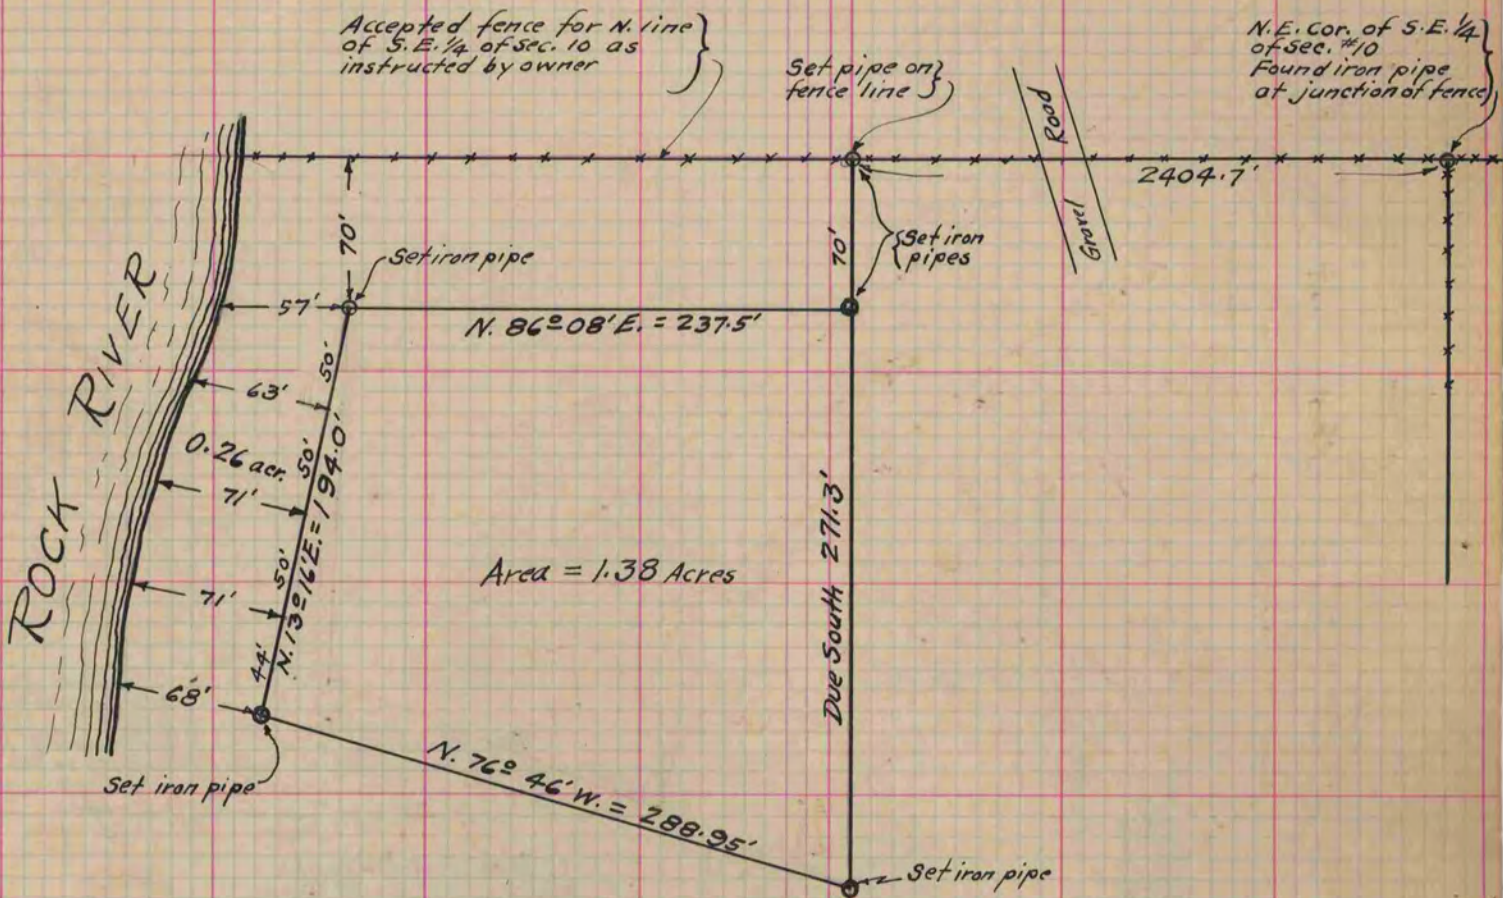 Accepted fence for N. line
of S.E. 1/4 of sec. 10 as
instructed by owner
Set pipe on
fence line
N.E. cor. of S.E. 1/4
of sec. #10
Found iron pipe
at junction of fence
Gravel Road
2404.7'
70'
Set iron pipe
70'
Set iron
pipes
57'
N. 86º 08' E. = 237.5'
63'
50'
0.26 acr.
50'
71'
N. 13º 16' E. = 194.0'
ROCK RIVER
Area = 1.38 Acres
Due South 271.3'
50'
71'
44'
68'
Set iron pipe
N. 76º 46' W. = 288.95'
Set iron pipe